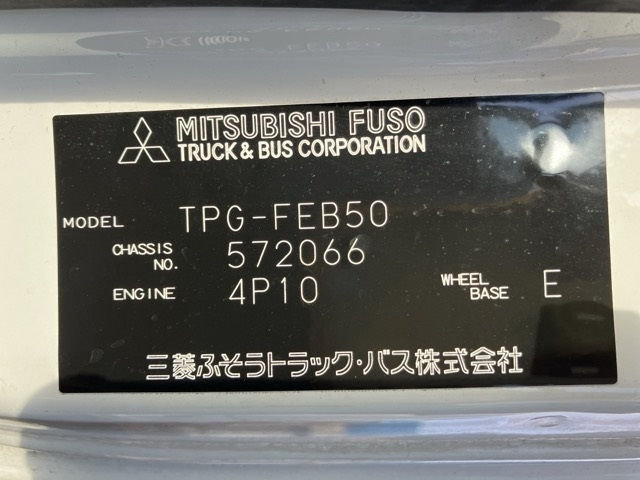 MITSUBISHI FUSO
TRUCK & BUS CORPORATION
MODEL TPG-FEB50
CHASSIS NO. 572066
ENGINE 4P10 WHEEL BASE E
三菱ふそうトラック・バス株式会社